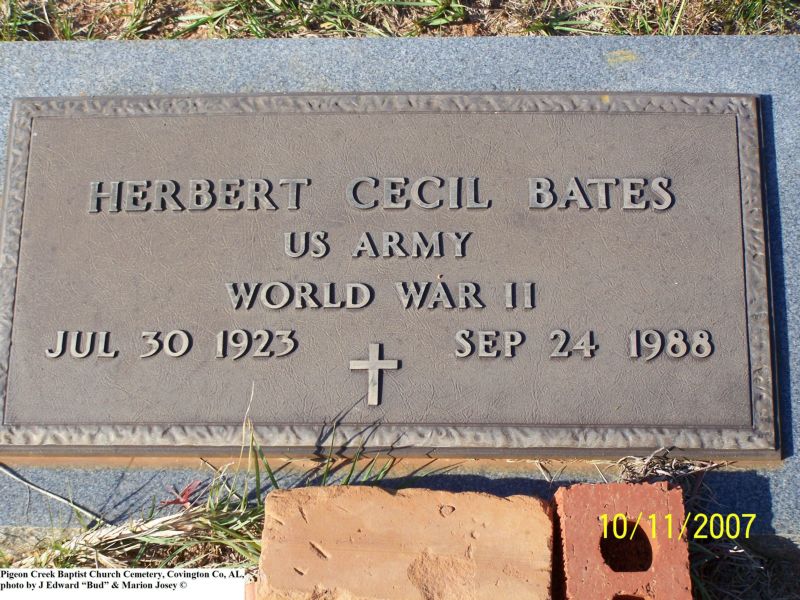 HERBERT CECIL BATES
US ARMY
WORLD WAR II
JUL 30 1923 SEP 24 1988
10/11/2007
Pigeon Creek Baptist Church Cemetery, Covington Co, AL,
photo by J Edward “Bud” & Marion Josey ©